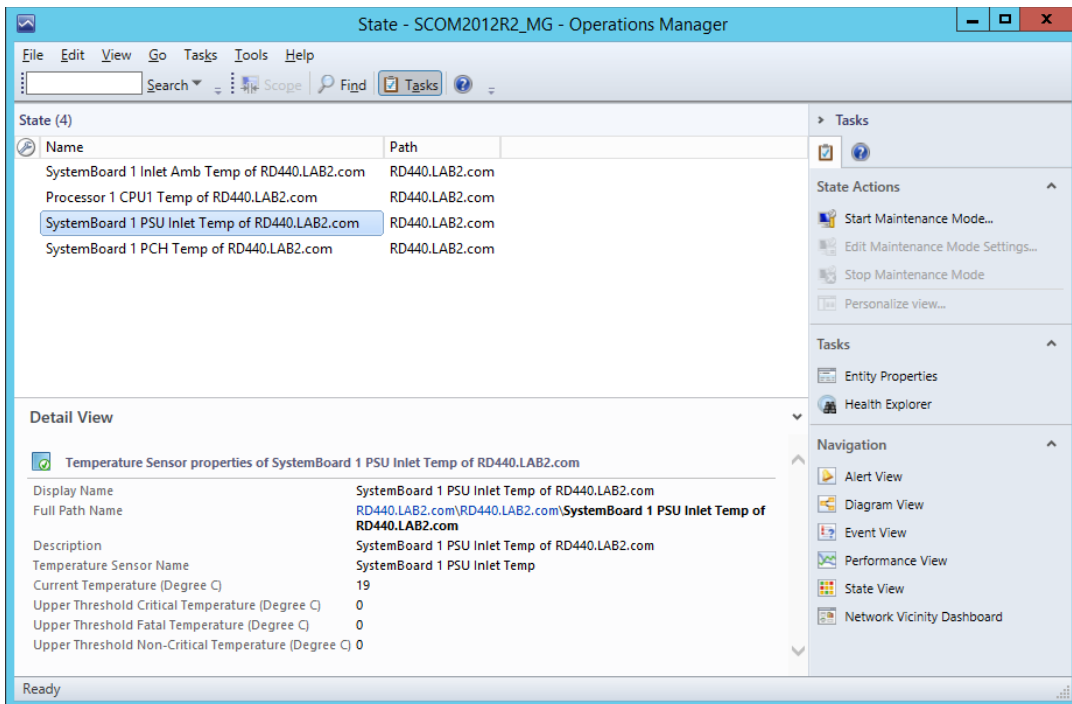 State - SCOM2012R2_MG - Operations Manager
File Edit View Go Tasks Tools Help
Search Scope Find Tasks
State (4)
Name Path
SystemBoard 1 Inlet Amb Temp of RD440.LAB2.com RD440.LAB2.com
Processor 1 CPU1 Temp of RD440.LAB2.com RD440.LAB2.com
SystemBoard 1 PSU Inlet Temp of RD440.LAB2.com RD440.LAB2.com
SystemBoard 1 PCH Temp of RD440.LAB2.com RD440.LAB2.com
Detail View
Temperature Sensor properties of SystemBoard 1 PSU Inlet Temp of RD440.LAB2.com
Display Name SystemBoard 1 PSU Inlet Temp of RD440.LAB2.com
Full Path Name RD440.LAB2.com\RD440.LAB2.com\SystemBoard 1 PSU Inlet Temp of
RD440.LAB2.com
Description SystemBoard 1 PSU Inlet Temp of RD440.LAB2.com
Temperature Sensor Name SystemBoard 1 PSU Inlet Temp
Current Temperature (Degree C) 19
Upper Threshold Critical Temperature (Degree C) 0
Upper Threshold Fatal Temperature (Degree C) 0
Upper Threshold Non-Critical Temperature (Degree C) 0
Tasks
State Actions
Start Maintenance Mode...
Edit Maintenance Mode Settings...
Stop Maintenance Mode
Personalize view...
Tasks
Entity Properties
Health Explorer
Navigation
Alert View
Diagram View
Event View
Performance View
State View
Network Vicinity Dashboard
Ready